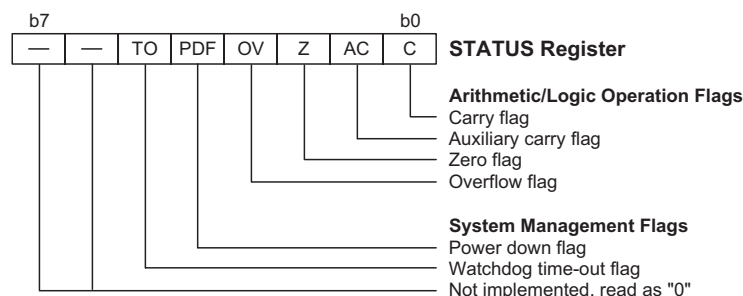 b7 b0
— — TO PDF OV Z AC C STATUS Register
Arithmetic/Logic Operation Flags
Carry flag
Auxiliary carry flag
Zero flag
Overflow flag
System Management Flags
Power down flag
Watchdog time-out flag
Not implemented, read as "0"